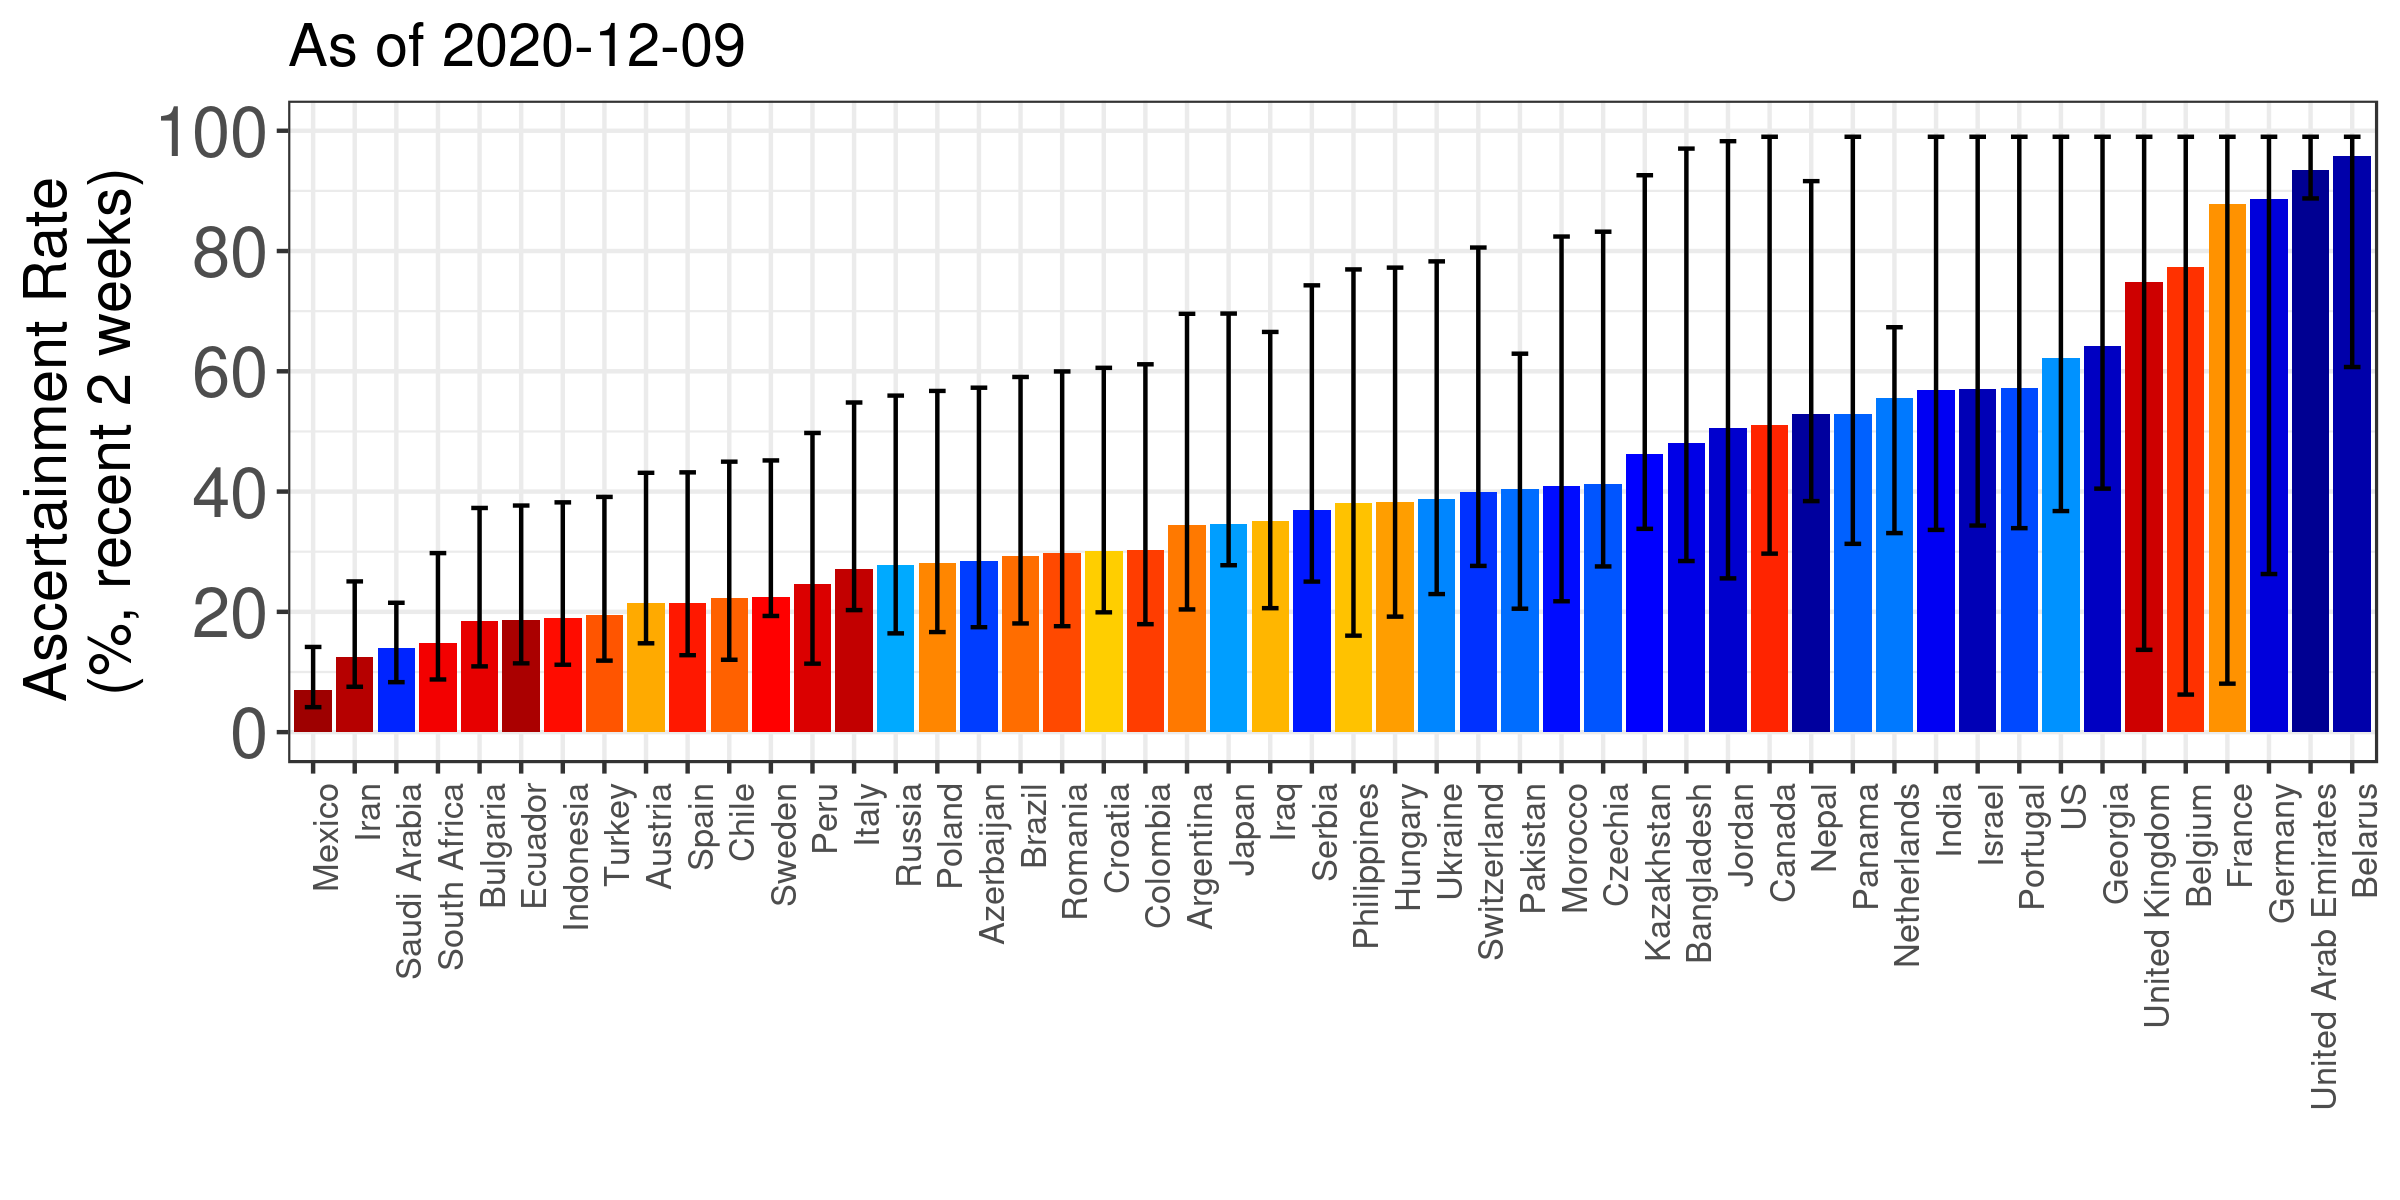 As of 2020-12-09
Ascertainment Rate
(%, recent 2 weeks)
100
80
60
40
20
0
Mexico
Iran
Saudi Arabia
South Africa
Bulgaria
Ecuador
Indonesia
Turkey
Austria
Spain
Chile
Sweden
Peru
Italy
Russia
Poland
Azerbaijan
Brazil
Romania
Croatia
Colombia
Argentina
Japan
Iraq
Serbia
Philippines
Hungary
Ukraine
Switzerland
Pakistan
Morocco
Czechia
Kazakhstan
Bangladesh
Jordan
Canada
Nepal
Panama
Netherlands
India
Israel
Portugal
US
Georgia
United Kingdom
Belgium
France
Germany
United Arab Emirates
Belarus